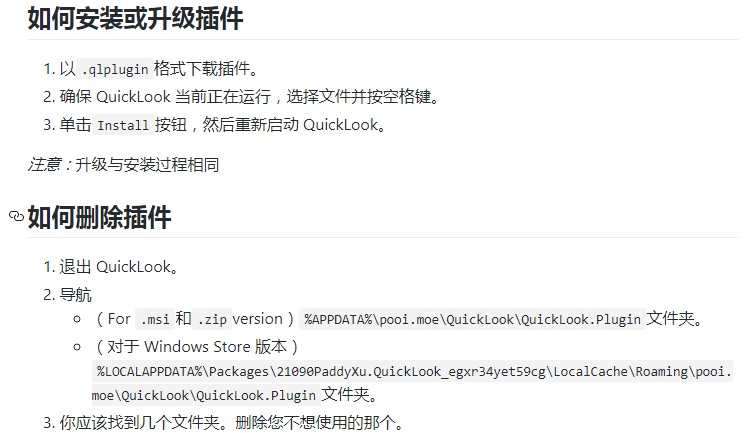 如何安装或升级插件
1. 以 .qlplugin 格式下载插件。
2. 确保 QuickLook 当前正在运行，选择文件并按空格键。
3. 单击 Install 按钮，然后重新启动 QuickLook。
注意：升级与安装过程相同
如何删除插件
1. 退出 QuickLook。
2. 导航
（For .msi 和 .zip version）%APPDATA%\pooi.moe\QuickLook\QuickLook.Plugin 文件夹。
（对于 Windows Store 版本）
%LOCALAPPDATA%\Packages\21090PaddyXu.QuickLook_egxr34yet59cg\LocalCache\Roaming\pooi.
moe\QuickLook\QuickLook.Plugin 文件夹。
3. 你应该找到几个文件夹。删除您不想使用的那个。